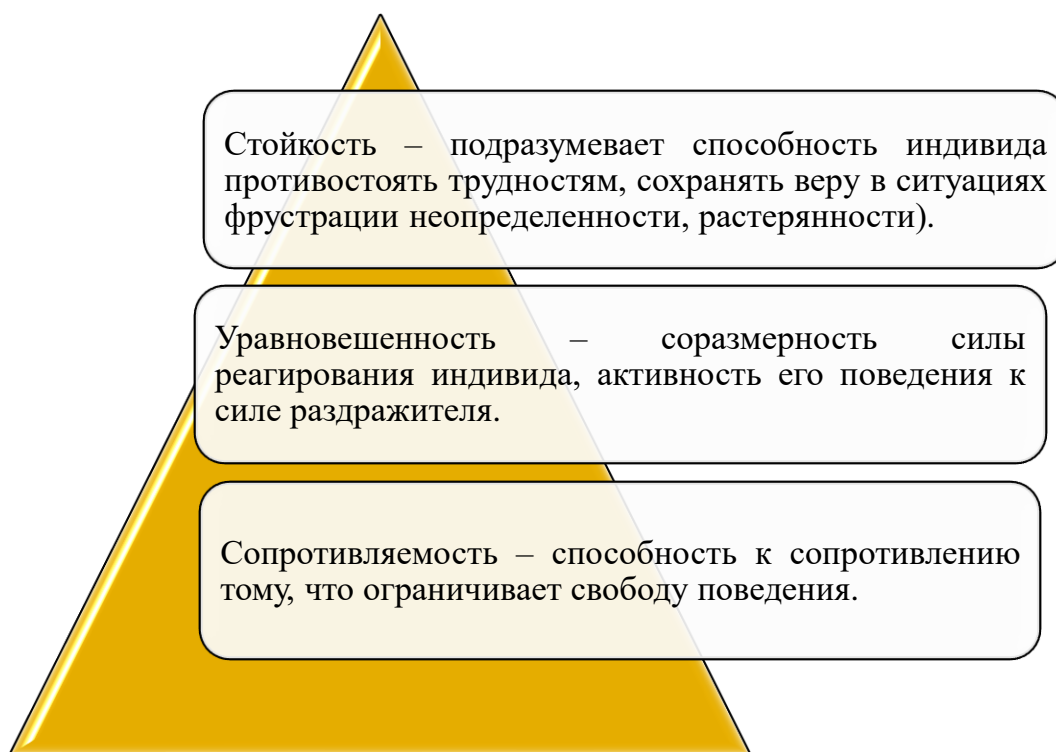 Стойкость – подразумевает способность индивида
противостоять трудностям, сохранять веру в ситуациях
фрустрации неопределенности, растерянности).
Уравновешенность – соразмерность силы
реагирования индивида, активность его поведения к
силе раздражителя.
Сопротивляемость – способность к сопротивлению
тому, что ограничивает свободу поведения.